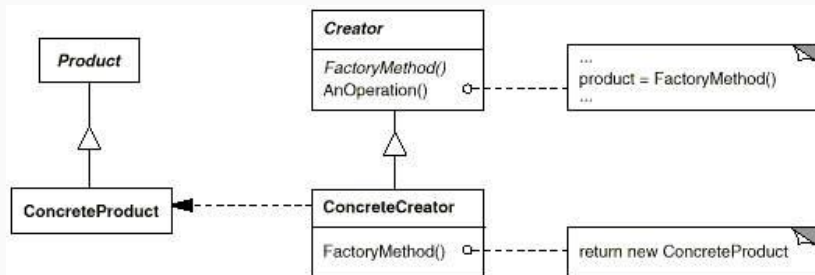 Product
ConcreteProduct
Creator
FactoryMethod()
AnOperation()
...
product = FactoryMethod()
...
ConcreteCreator
FactoryMethod()
return new ConcreteProduct